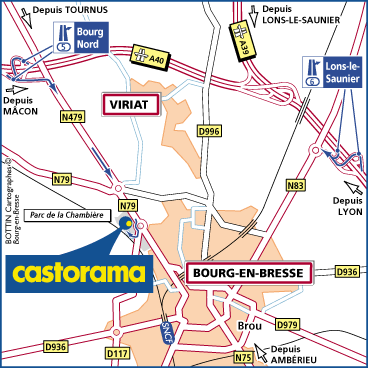 Depuis TOURNUS
Depuis
LONS-LE-SAUNIER
Bourg
Nord
6
A40
A39
Lons-le-
Saunier
5
Depuis
MÂCON
VIRIAT
N479
D996
N79
N83
Depuis
LYON
N79
Parc de la Chambière
BOTTIN Cartographes ©
Bourg-en-Bresse
castorama
BOURG-EN-BRESSE
D936
SNCF
Brou
D979
D936
D117
N75
Depuis
AMBÉRIEU